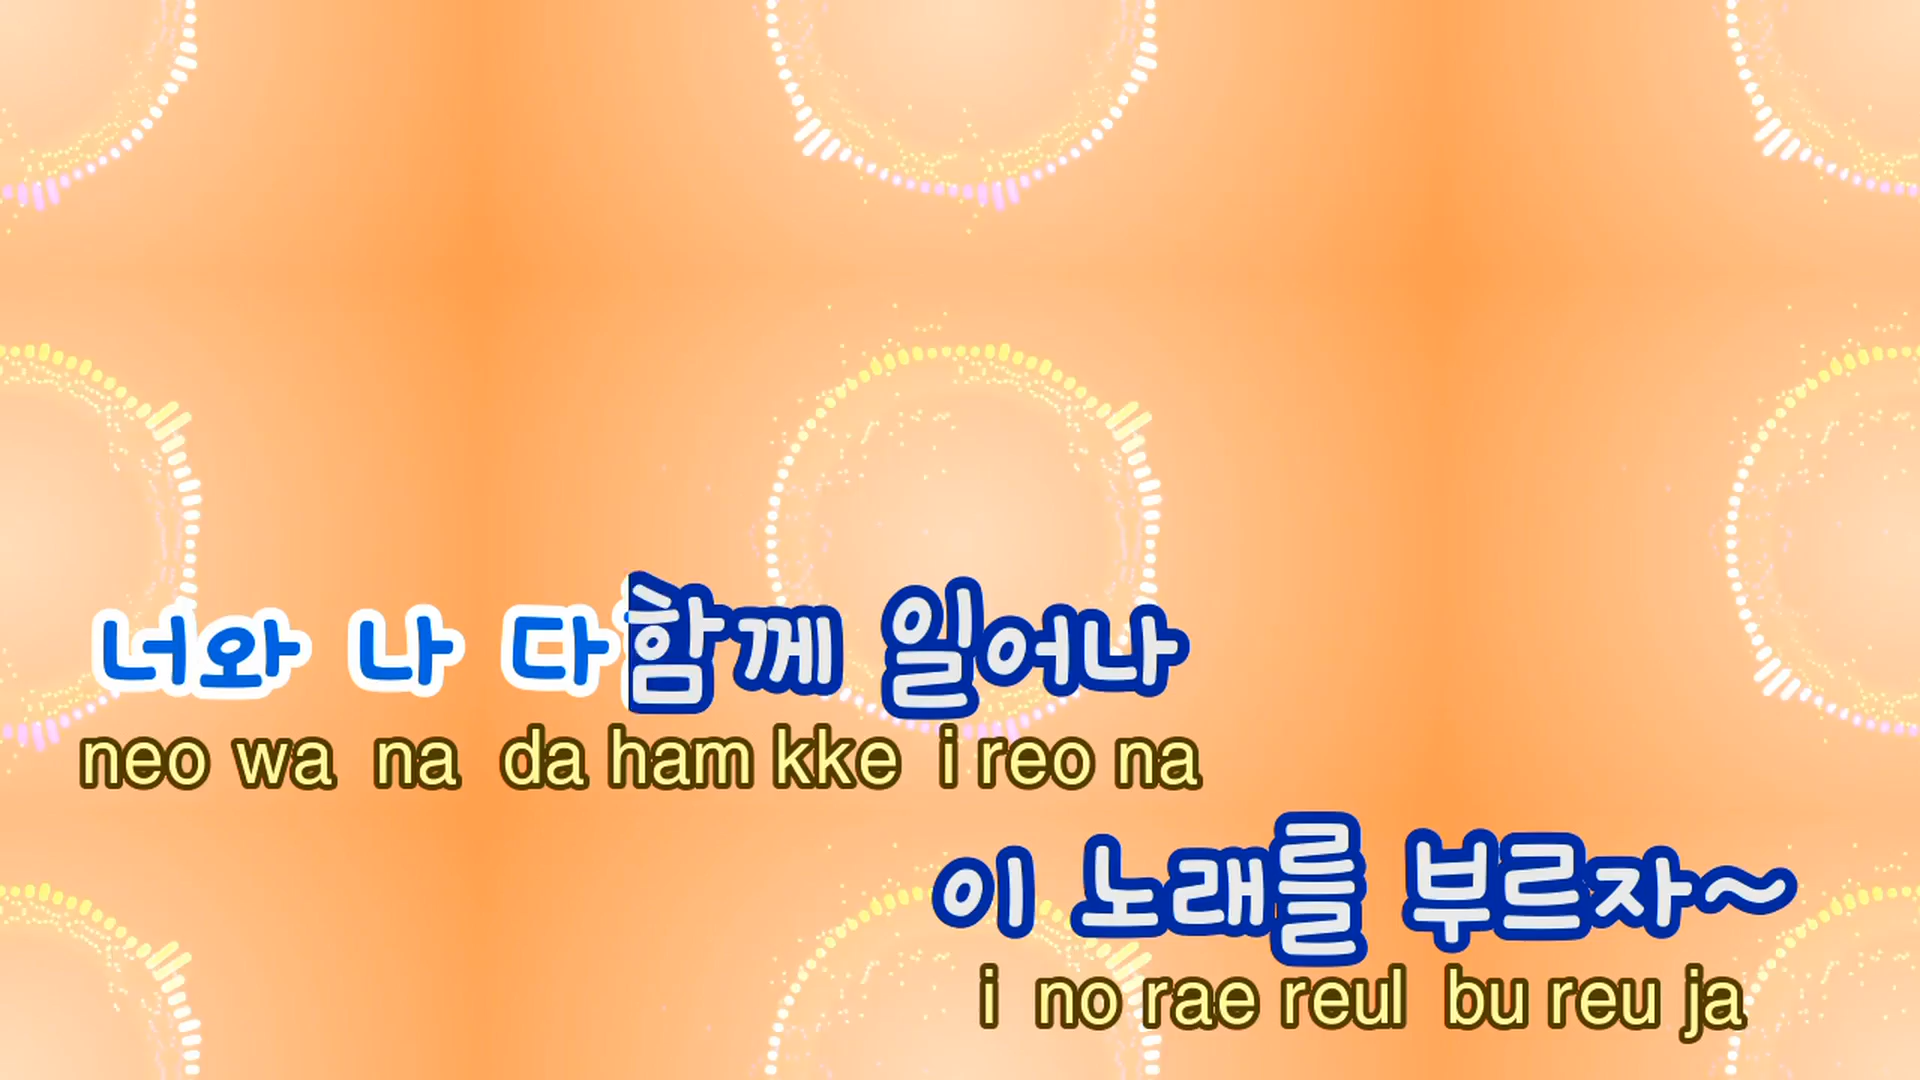 너와 나 다함께 일어나
neo wa na da ham kke i reo na
이 노래를 부르자~
i no rae reul bu reu ja